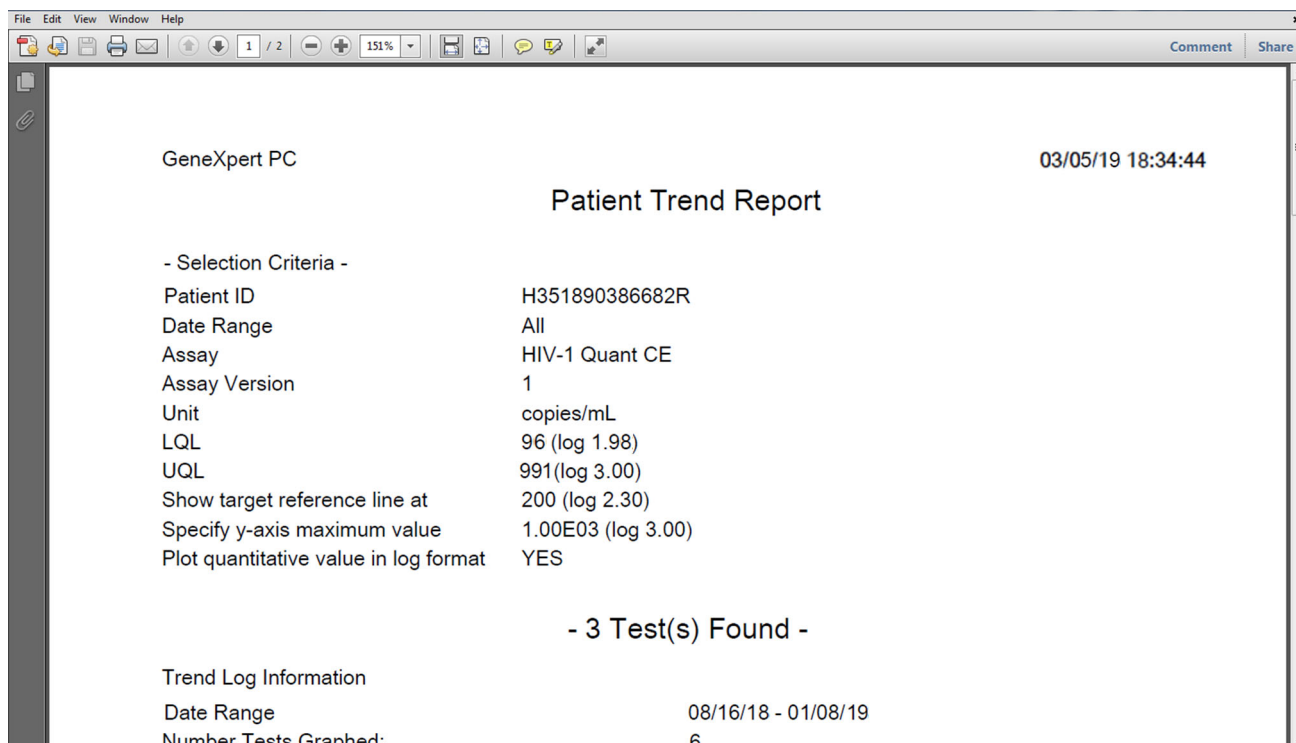 File Edit View Window Help
1 / 2 151% Comment Share
GeneXpert PC 03/05/19 18:34:44
Patient Trend Report
- Selection Criteria -
Patient ID H351890386682R
Date Range All
Assay HIV-1 Quant CE
Assay Version 1
Unit copies/mL
LQL 96 (log 1.98)
UQL 991(log 3.00)
Show target reference line at 200 (log 2.30)
Specify y-axis maximum value 1.00E03 (log 3.00)
Plot quantitative value in log format YES
- 3 Test(s) Found -
Trend Log Information
Date Range 08/16/18 - 01/08/19
Number Tests Graphed: 6